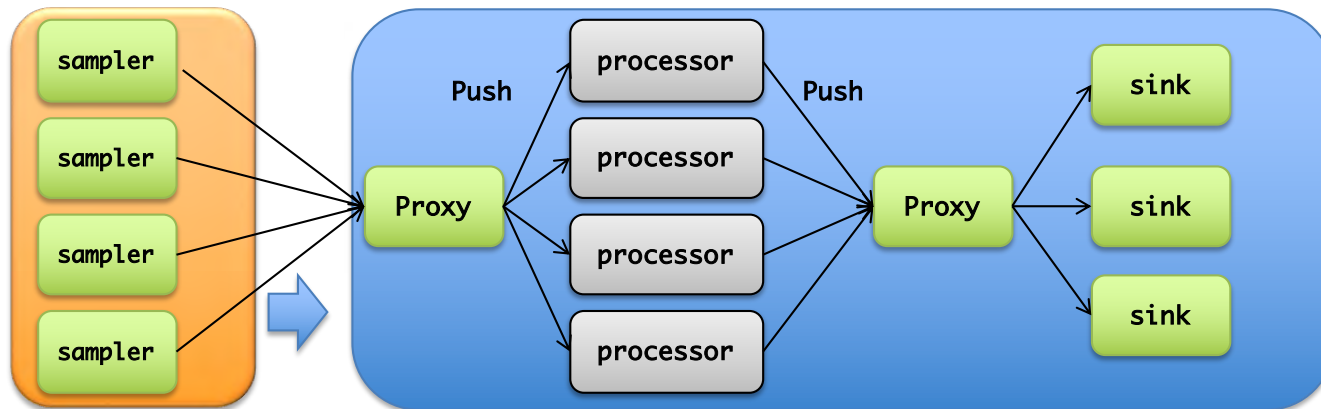 sampler
sampler
sampler
sampler
Proxy
Push
processor
processor
processor
processor
Push
Proxy
sink
sink
sink